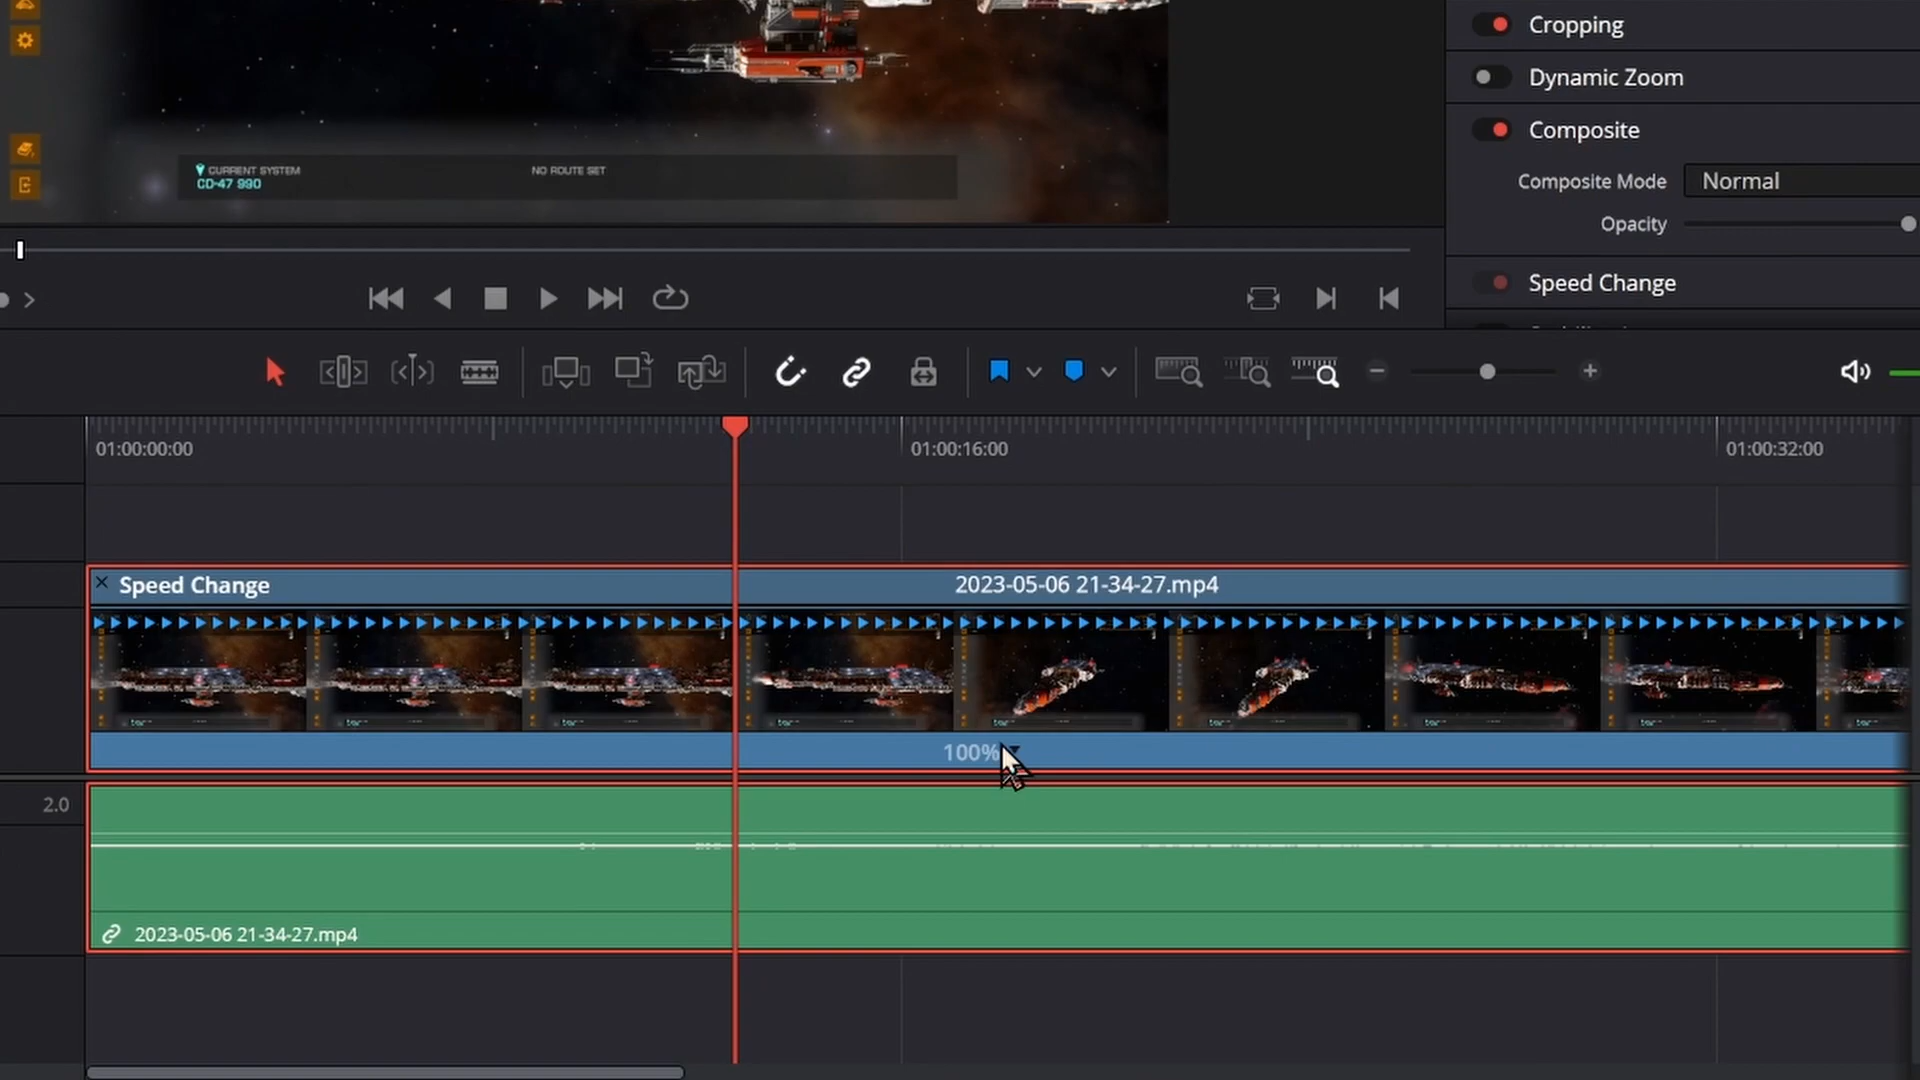 Cropping
Dynamic Zoom
Composite
Composite Mode Normal
Opacity
Speed Change
CURRENT SYSTEM
CD-47 990
NO ROUTE SET
01:00:00:00
01:00:16:00
01:00:32:00
Speed Change
2023-05-06 21-34-27.mp4
100%
2.0
2023-05-06 21-34-27.mp4